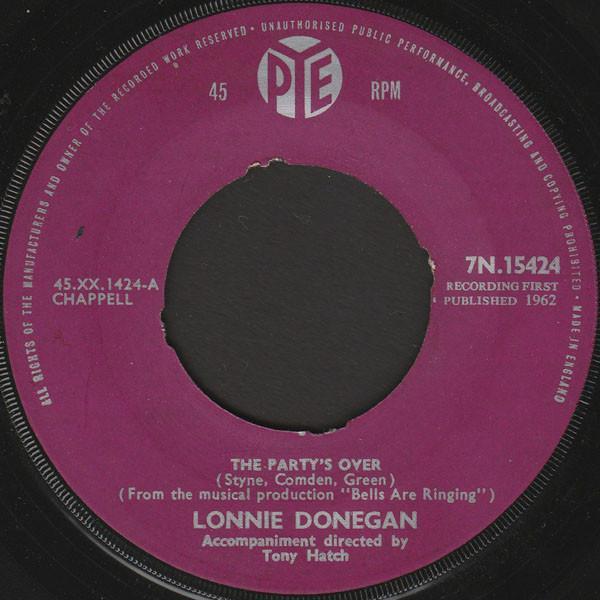 ALL RIGHTS OF THE MANUFACTURERS AND OWNER OF THE RECORDED WORK RESERVED · UNAUTHORISED PUBLIC PERFORMANCE, BROADCASTING AND COPYING PROHIBITED · MADE IN ENGLAND
PYE
45 RPM
45.XX.1424-A
CHAPPELL
7N.15424
RECORDING FIRST
PUBLISHED 1962
THE PARTY'S OVER
(Styne, Comden, Green)
(From the musical production "Bells Are Ringing")
LONNIE DONEGAN
Accompaniment directed by
Tony Hatch